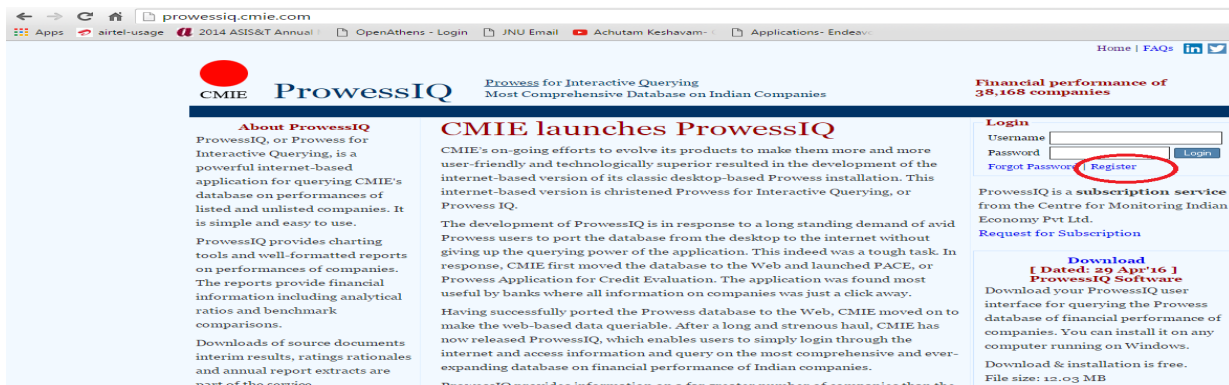 prowessiq.cmie.com
Apps airtel-usage 2014 ASIS&T Annual OpenAthens - Login JNU Email Achutam Keshavam- Applications- Endeavo
Home | FAQs in
CMIE ProwessIQ
Prowess for Interactive Querying
Most Comprehensive Database on Indian Companies
Financial performance of
38,168 companies
About ProwessIQ
ProwessIQ, or Prowess for
Interactive Querying, is a
powerful internet-based
application for querying CMIE's
database on performances of
listed and unlisted companies. It
is simple and easy to use.
ProwessIQ provides charting
tools and well-formatted reports
on performances of companies.
The reports provide financial
information including analytical
ratios and benchmark
comparisons.
Downloads of source documents
interim results, ratings rationales
and annual report extracts are
part of the service.
CMIE launches ProwessIQ
CMIE's on-going efforts to evolve its products to make them more and more
user-friendly and technologically superior resulted in the development of the
internet-based version of its classic desktop-based Prowess installation. This
internet-based version is christened Prowess for Interactive Querying, or
Prowess IQ.
The development of ProwessIQ is in response to a long standing demand of avid
Prowess users to port the database from the desktop to the internet without
giving up the querying power of the application. This indeed was a tough task. In
response, CMIE first moved the database to the Web and launched PACE, or
Prowess Application for Credit Evaluation. The application was found most
useful by banks where all information on companies was just a click away.
Having successfully ported the Prowess database to the Web, CMIE moved on to
make the web-based data queriable. After a long and strenous haul, CMIE has
now released ProwessIQ, which enables users to simply login through the
internet and access information and query on the most comprehensive and ever-
expanding database on financial performance of Indian companies.
ProwessIQ provides information on a far greater number of companies than the
Login
Username
Password Login
Forgot Password | Register
ProwessIQ is a subscription service
from the Centre for Monitoring Indian
Economy Pvt Ltd.
Request for Subscription
Download
[ Dated: 29 Apr'16 ]
ProwessIQ Software
Download your ProwessIQ user
interface for querying the Prowess
database of financial performance of
companies. You can install it on any
computer running on Windows.
Download & installation is free.
File size: 12.03 MB